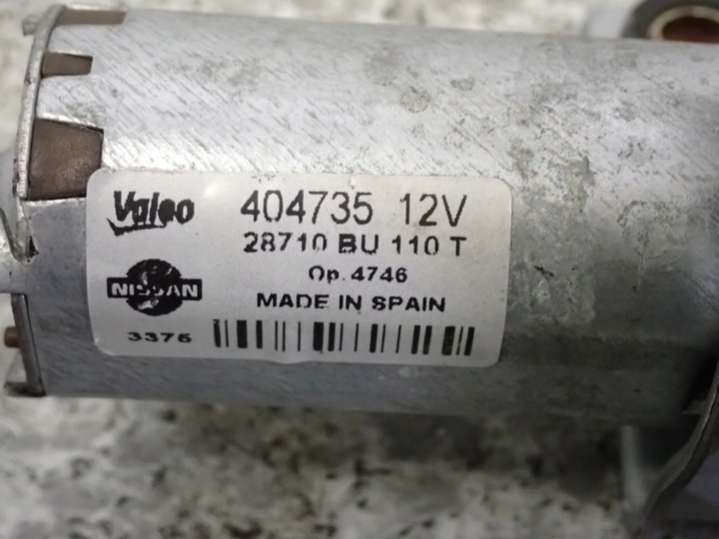 Valeo 404735 12V
28710 BU 110 T
Op. 4746
NISSAN
MADE IN SPAIN
3376